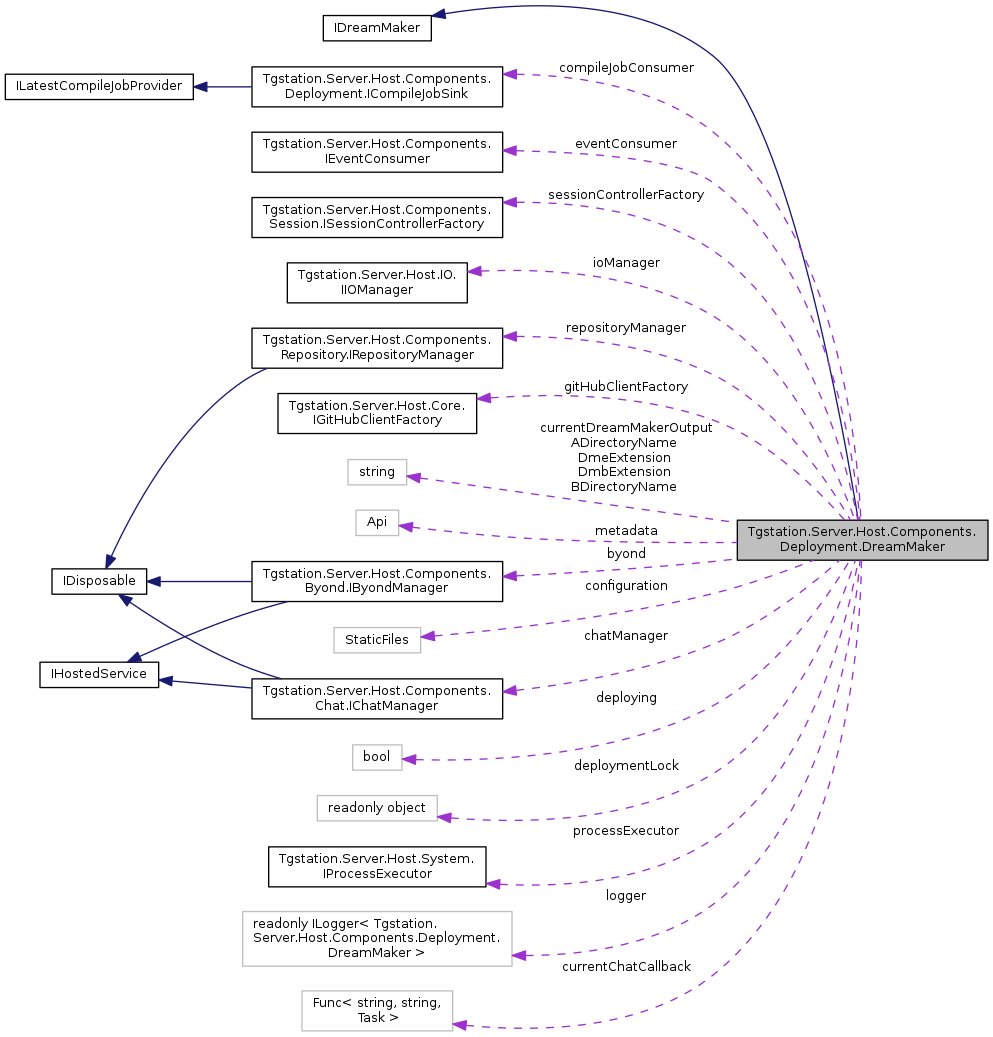 IDreamMaker
compileJobConsumer
ILatestCompileJobProvider
Tgstation.Server.Host.Components.
Deployment.ICompileJobSink
eventConsumer
Tgstation.Server.Host.Components.
IEventConsumer
sessionControllerFactory
Tgstation.Server.Host.Components.
Session.ISessionControllerFactory
ioManager
Tgstation.Server.Host.IO.
IIOManager
repositoryManager
Tgstation.Server.Host.Components.
Repository.IRepositoryManager
gitHubClientFactory
Tgstation.Server.Host.Core.
IGitHubClientFactory
currentDreamMakerOutput
ADirectoryName
DmeExtension
DmbExtension
BDirectoryName
string
Api
metadata
Tgstation.Server.Host.Components.
Deployment.DreamMaker
byond
IDisposable
Tgstation.Server.Host.Components.
Byond.IByondManager
configuration
StaticFiles
chatManager
IHostedService
Tgstation.Server.Host.Components.
Chat.IChatManager
deploying
bool
deploymentLock
readonly object
processExecutor
Tgstation.Server.Host.System.
IProcessExecutor
logger
readonly ILogger< Tgstation.
Server.Host.Components.Deployment.
DreamMaker >
currentChatCallback
Func< string, string,
Task >